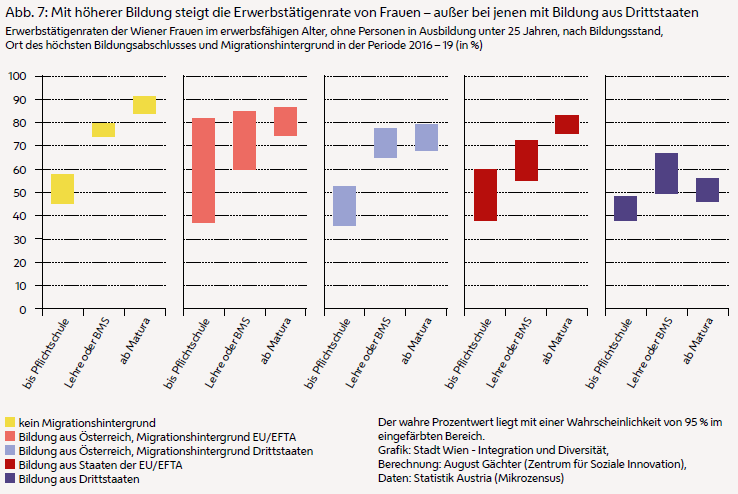 Abb. 7: Mit höherer Bildung steigt die Erwerbstätigenrate von Frauen – außer bei jenen mit Bildung aus Drittstaaten
Erwerbstätigenraten der Wiener Frauen im erwerbsfähigen Alter, ohne Personen in Ausbildung unter 25 Jahren, nach Bildungsstand,
Ort des höchsten Bildungsabschlusses und Migrationshintergrund in der Periode 2016 – 19 (in %)
100
90
80
70
60
50
40
30
20
10
0
bis Pflichtschule
Lehre oder BMS
ab Matura
bis Pflichtschule
Lehre oder BMS
ab Matura
bis Pflichtschule
Lehre oder BMS
ab Matura
bis Pflichtschule
Lehre oder BMS
ab Matura
bis Pflichtschule
Lehre oder BMS
ab Matura
kein Migrationshintergrund
Bildung aus Österreich, Migrationshintergrund EU/EFTA
Bildung aus Österreich, Migrationshintergrund Drittstaaten
Bildung aus Staaten der EU/EFTA
Bildung aus Drittstaaten
Der wahre Prozentwert liegt mit einer Wahrscheinlichkeit von 95 % im
eingefärbten Bereich.
Grafik: Stadt Wien - Integration und Diversität,
Berechnung: August Gächter (Zentrum für Soziale Innovation),
Daten: Statistik Austria (Mikrozensus)